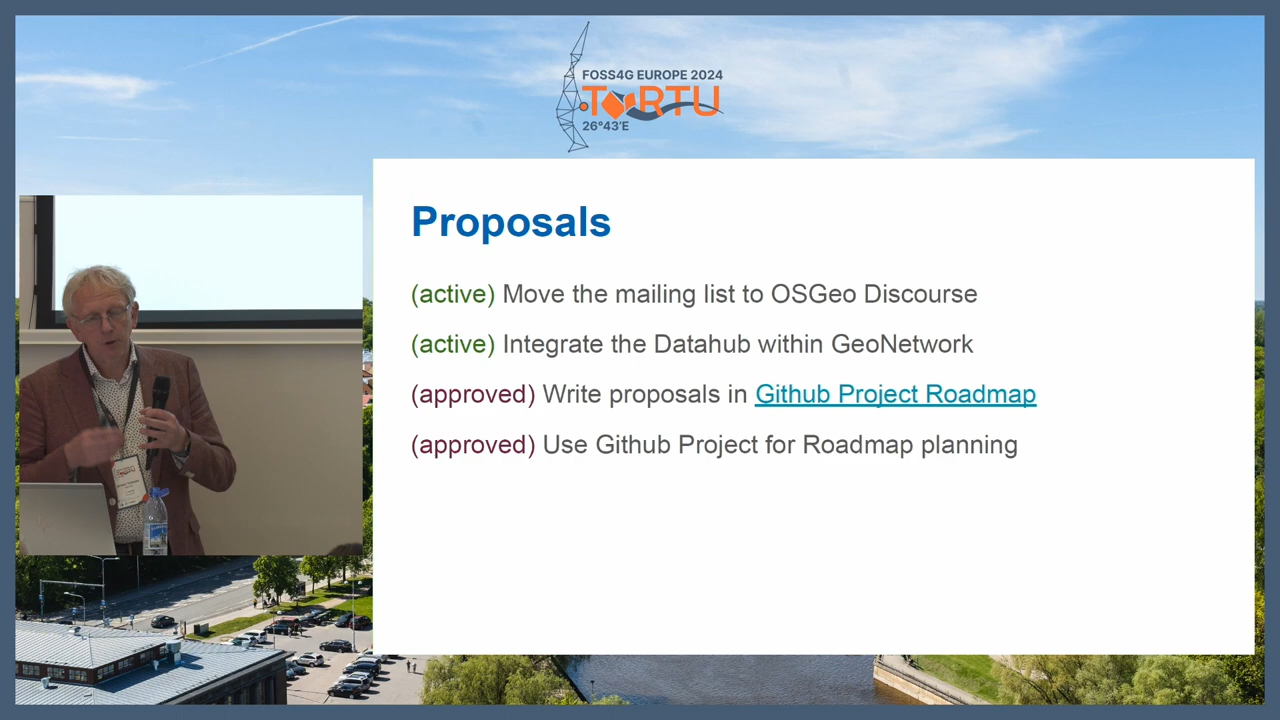 FOSS4G EUROPE 2024
TARTU
26°43'E
Proposals
(active) Move the mailing list to OSGeo Discourse
(active) Integrate the Datahub within GeoNetwork
(approved) Write proposals in Github Project Roadmap
(approved) Use Github Project for Roadmap planning